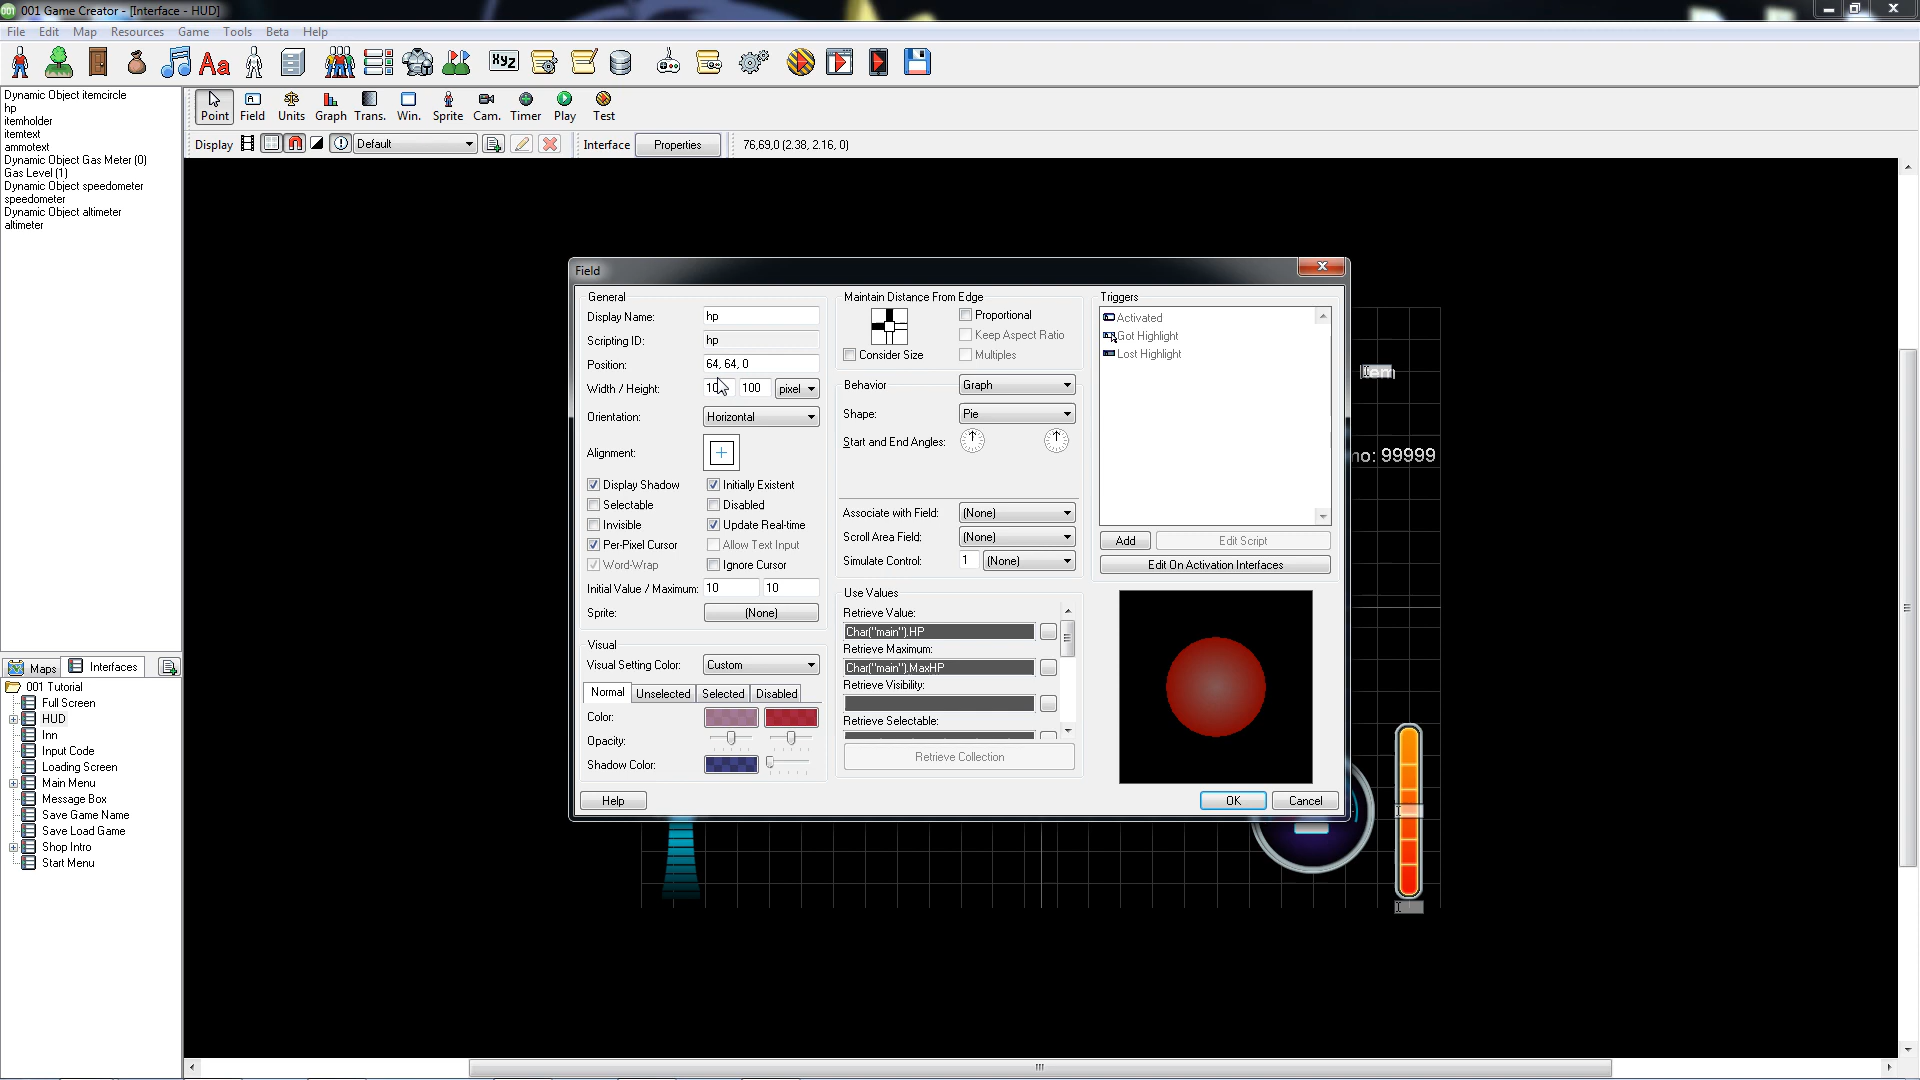 001 Game Creator - [Interface - HUD]
File Edit Map Resources Game Tools Beta Help
Aa
XYZ
Dynamic Object itemcircle
hp
itemholder
itemtext
ammotext
Dynamic Object Gas Meter (0)
Gas Level (1)
Dynamic Object speedometer
speedometer
Dynamic Object altimeter
altimeter
Point Field Units Graph Trans. Win. Sprite Cam. Timer Play Test
Display Default Interface Properties 76,69,0 (2.38, 2.16, 0)
Field
General
Display Name: hp
Scripting ID: hp
Position: 64, 64, 0
Width / Height: 100 pixel
Orientation: Horizontal
Alignment:
Display Shadow Initially Existent
Selectable Disabled
Invisible Update Real-time
Per-Pixel Cursor Allow Text Input
Word-Wrap Ignore Cursor
Initial Value / Maximum: 10 10
Sprite: (None)
Visual
Visual Setting Color: Custom
Normal Unselected Selected Disabled
Color:
Opacity:
Shadow Color:
Help
Maintain Distance From Edge
Proportional
Keep Aspect Ratio
Consider Size Multiples
Behavior Graph
Shape: Pie
Start and End Angles:
Associate with Field: (None)
Scroll Area Field: (None)
Simulate Control: 1 (None)
Use Values
Retrieve Value:
Char("main").HP
Retrieve Maximum:
Char("main").MaxHP
Retrieve Visibility:
Retrieve Selectable:
Retrieve Collection
Triggers
Activated
Got Highlight
Lost Highlight
Add Edit Script
Edit On Activation Interfaces
OK Cancel
no: 99999
Maps Interfaces
001 Tutorial
Full Screen
HUD
Inn
Input Code
Loading Screen
Main Menu
Message Box
Save Game Name
Save Load Game
Shop Intro
Start Menu